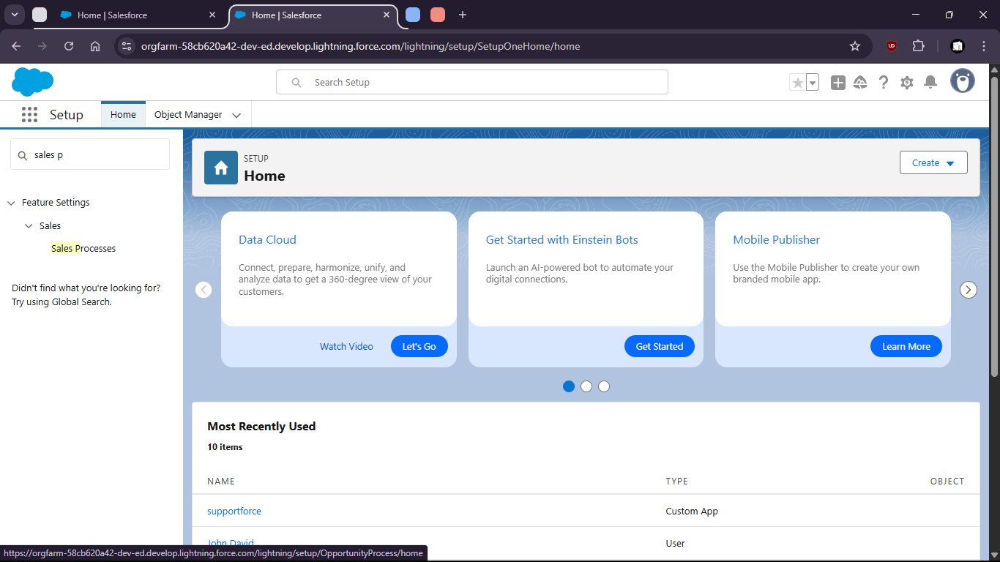 Home | Salesforce
Home | Salesforce
orgfarm-58cb620a42-dev-ed.develop.lightning.force.com/lightning/setup/SetupOneHome/home
Search Setup
Setup
Home
Object Manager
sales p
Feature Settings
Sales
Sales Processes
Didn't find what you're looking for?
Try using Global Search.
SETUP
Home
Create
Data Cloud
Connect, prepare, harmonize, unify, and
analyze data to get a 360-degree view of your
customers.
Watch Video
Let's Go
Get Started with Einstein Bots
Launch an AI-powered bot to automate your
digital connections.
Get Started
Mobile Publisher
Use the Mobile Publisher to create your own
branded mobile app.
Learn More
Most Recently Used
10 items
NAME TYPE OBJECT
supportforce Custom App
John David User
https://orgfarm-58cb620a42-dev-ed.develop.lightning.force.com/lightning/setup/OpportunityProcess/home